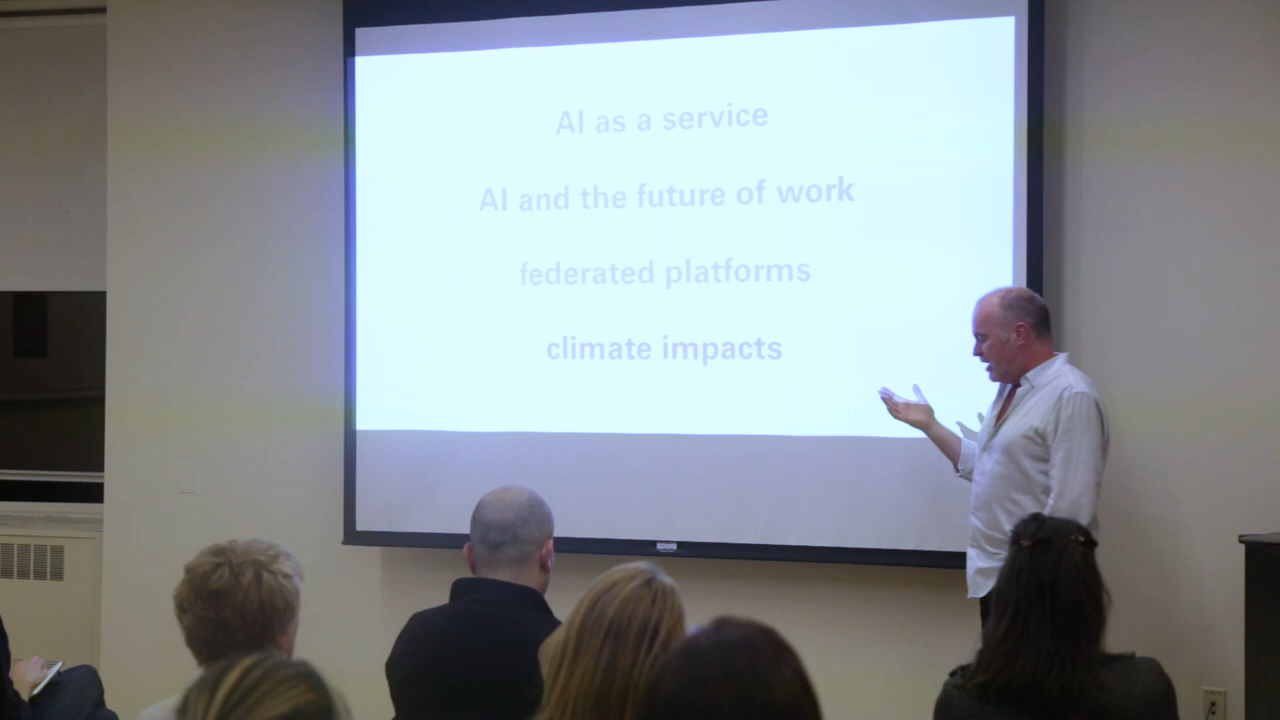 AI as a service
AI and the future of work
federated platforms
climate impacts